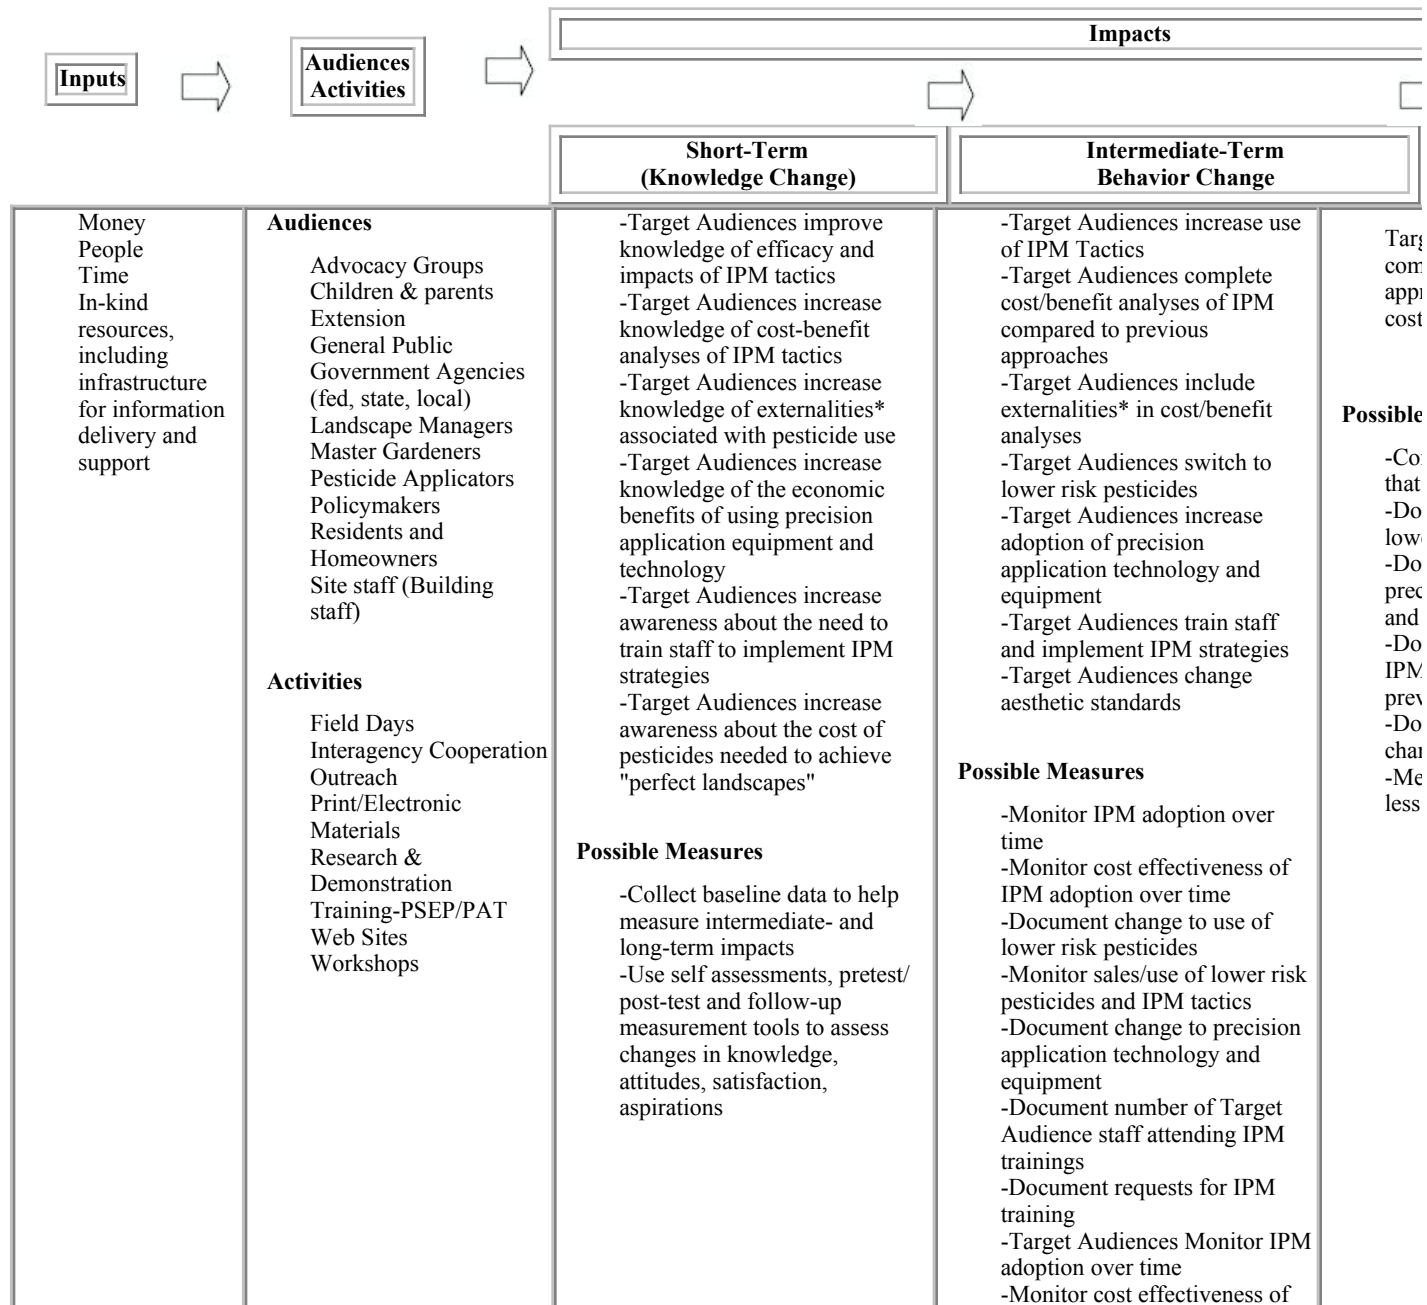 Impacts
Inputs
Audiences
Activities
Short-Term
(Knowledge Change)
Intermediate-Term
Behavior Change
Money
People
Time
In-kind
resources,
including
infrastructure
for information
delivery and
support
Audiences
Advocacy Groups
Children & parents
Extension
General Public
Government Agencies
(fed, state, local)
Landscape Managers
Master Gardeners
Pesticide Applicators
Policymakers
Residents and
Homeowners
Site staff (Building
staff)
Activities
Field Days
Interagency Cooperation
Outreach
Print/Electronic
Materials
Research &
Demonstration
Training-PSEP/PAT
Web Sites
Workshops
-Target Audiences improve
knowledge of efficacy and
impacts of IPM tactics
-Target Audiences increase
knowledge of cost-benefit
analyses of IPM tactics
-Target Audiences increase
knowledge of externalities*
associated with pesticide use
-Target Audiences increase
knowledge of the economic
benefits of using precision
application equipment and
technology
-Target Audiences increase
awareness about the need to
train staff to implement IPM
strategies
-Target Audiences increase
awareness about the cost of
pesticides needed to achieve
"perfect landscapes"
Possible Measures
-Collect baseline data to help
measure intermediate- and
long-term impacts
-Use self assessments, pretest/
post-test and follow-up
measurement tools to assess
changes in knowledge,
attitudes, satisfaction,
aspirations
-Target Audiences increase use
of IPM Tactics
-Target Audiences complete
cost/benefit analyses of IPM
compared to previous
approaches
-Target Audiences include
externalities* in cost/benefit
analyses
-Target Audiences switch to
lower risk pesticides
-Target Audiences increase
adoption of precision
application technology and
equipment
-Target Audiences train staff
and implement IPM strategies
-Target Audiences change
aesthetic standards
Possible Measures
-Monitor IPM adoption over
time
-Monitor cost effectiveness of
IPM adoption over time
-Document change to use of
lower risk pesticides
-Monitor sales/use of lower risk
pesticides and IPM tactics
-Document change to precision
application technology and
equipment
-Document number of Target
Audience staff attending IPM
trainings
-Document requests for IPM
training
-Target Audiences Monitor IPM
adoption over time
-Monitor cost effectiveness of
cost
Possible
that
and
IPM
less